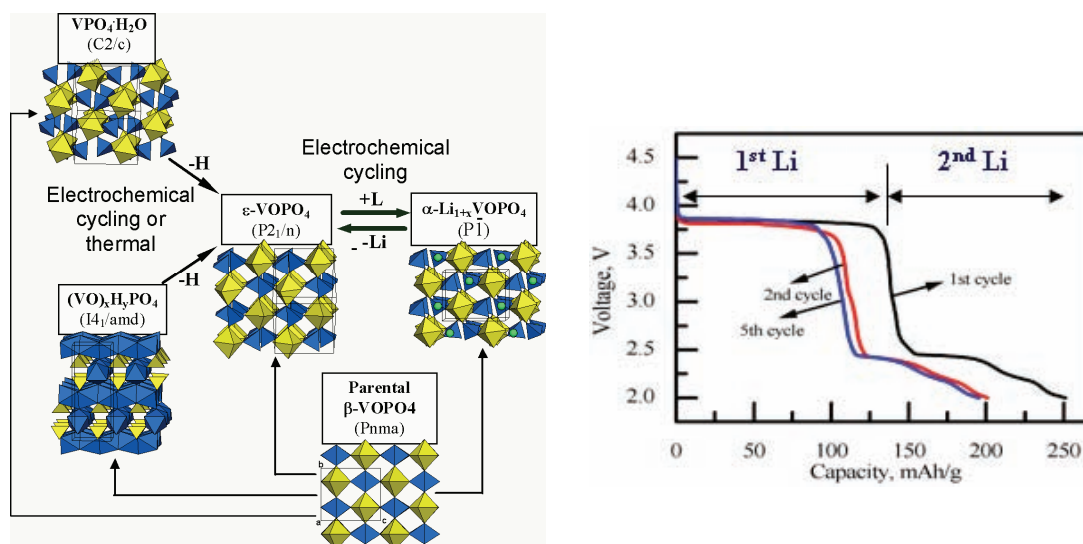 VPO₄·H₂O
(C2/c)
-H
Electrochemical
cycling or
thermal
-H
(VO)ₓHᵧPO₄
(I4₁/amd)
ε-VOPO₄
(P2₁/n)
Electrochemical
cycling
+L
- -Li
α-Li₁₊ₓVOPO₄
(P1̄)
Parental
β-VOPO4
(Pnma)
b
a
c
1st Li
2nd Li
4.5
4.0
3.5
3.0
2.5
2.0
Voltage, V
1st cycle
2nd cycle
5th cycle
0
50
100
150
200
250
Capacity, mAh/g